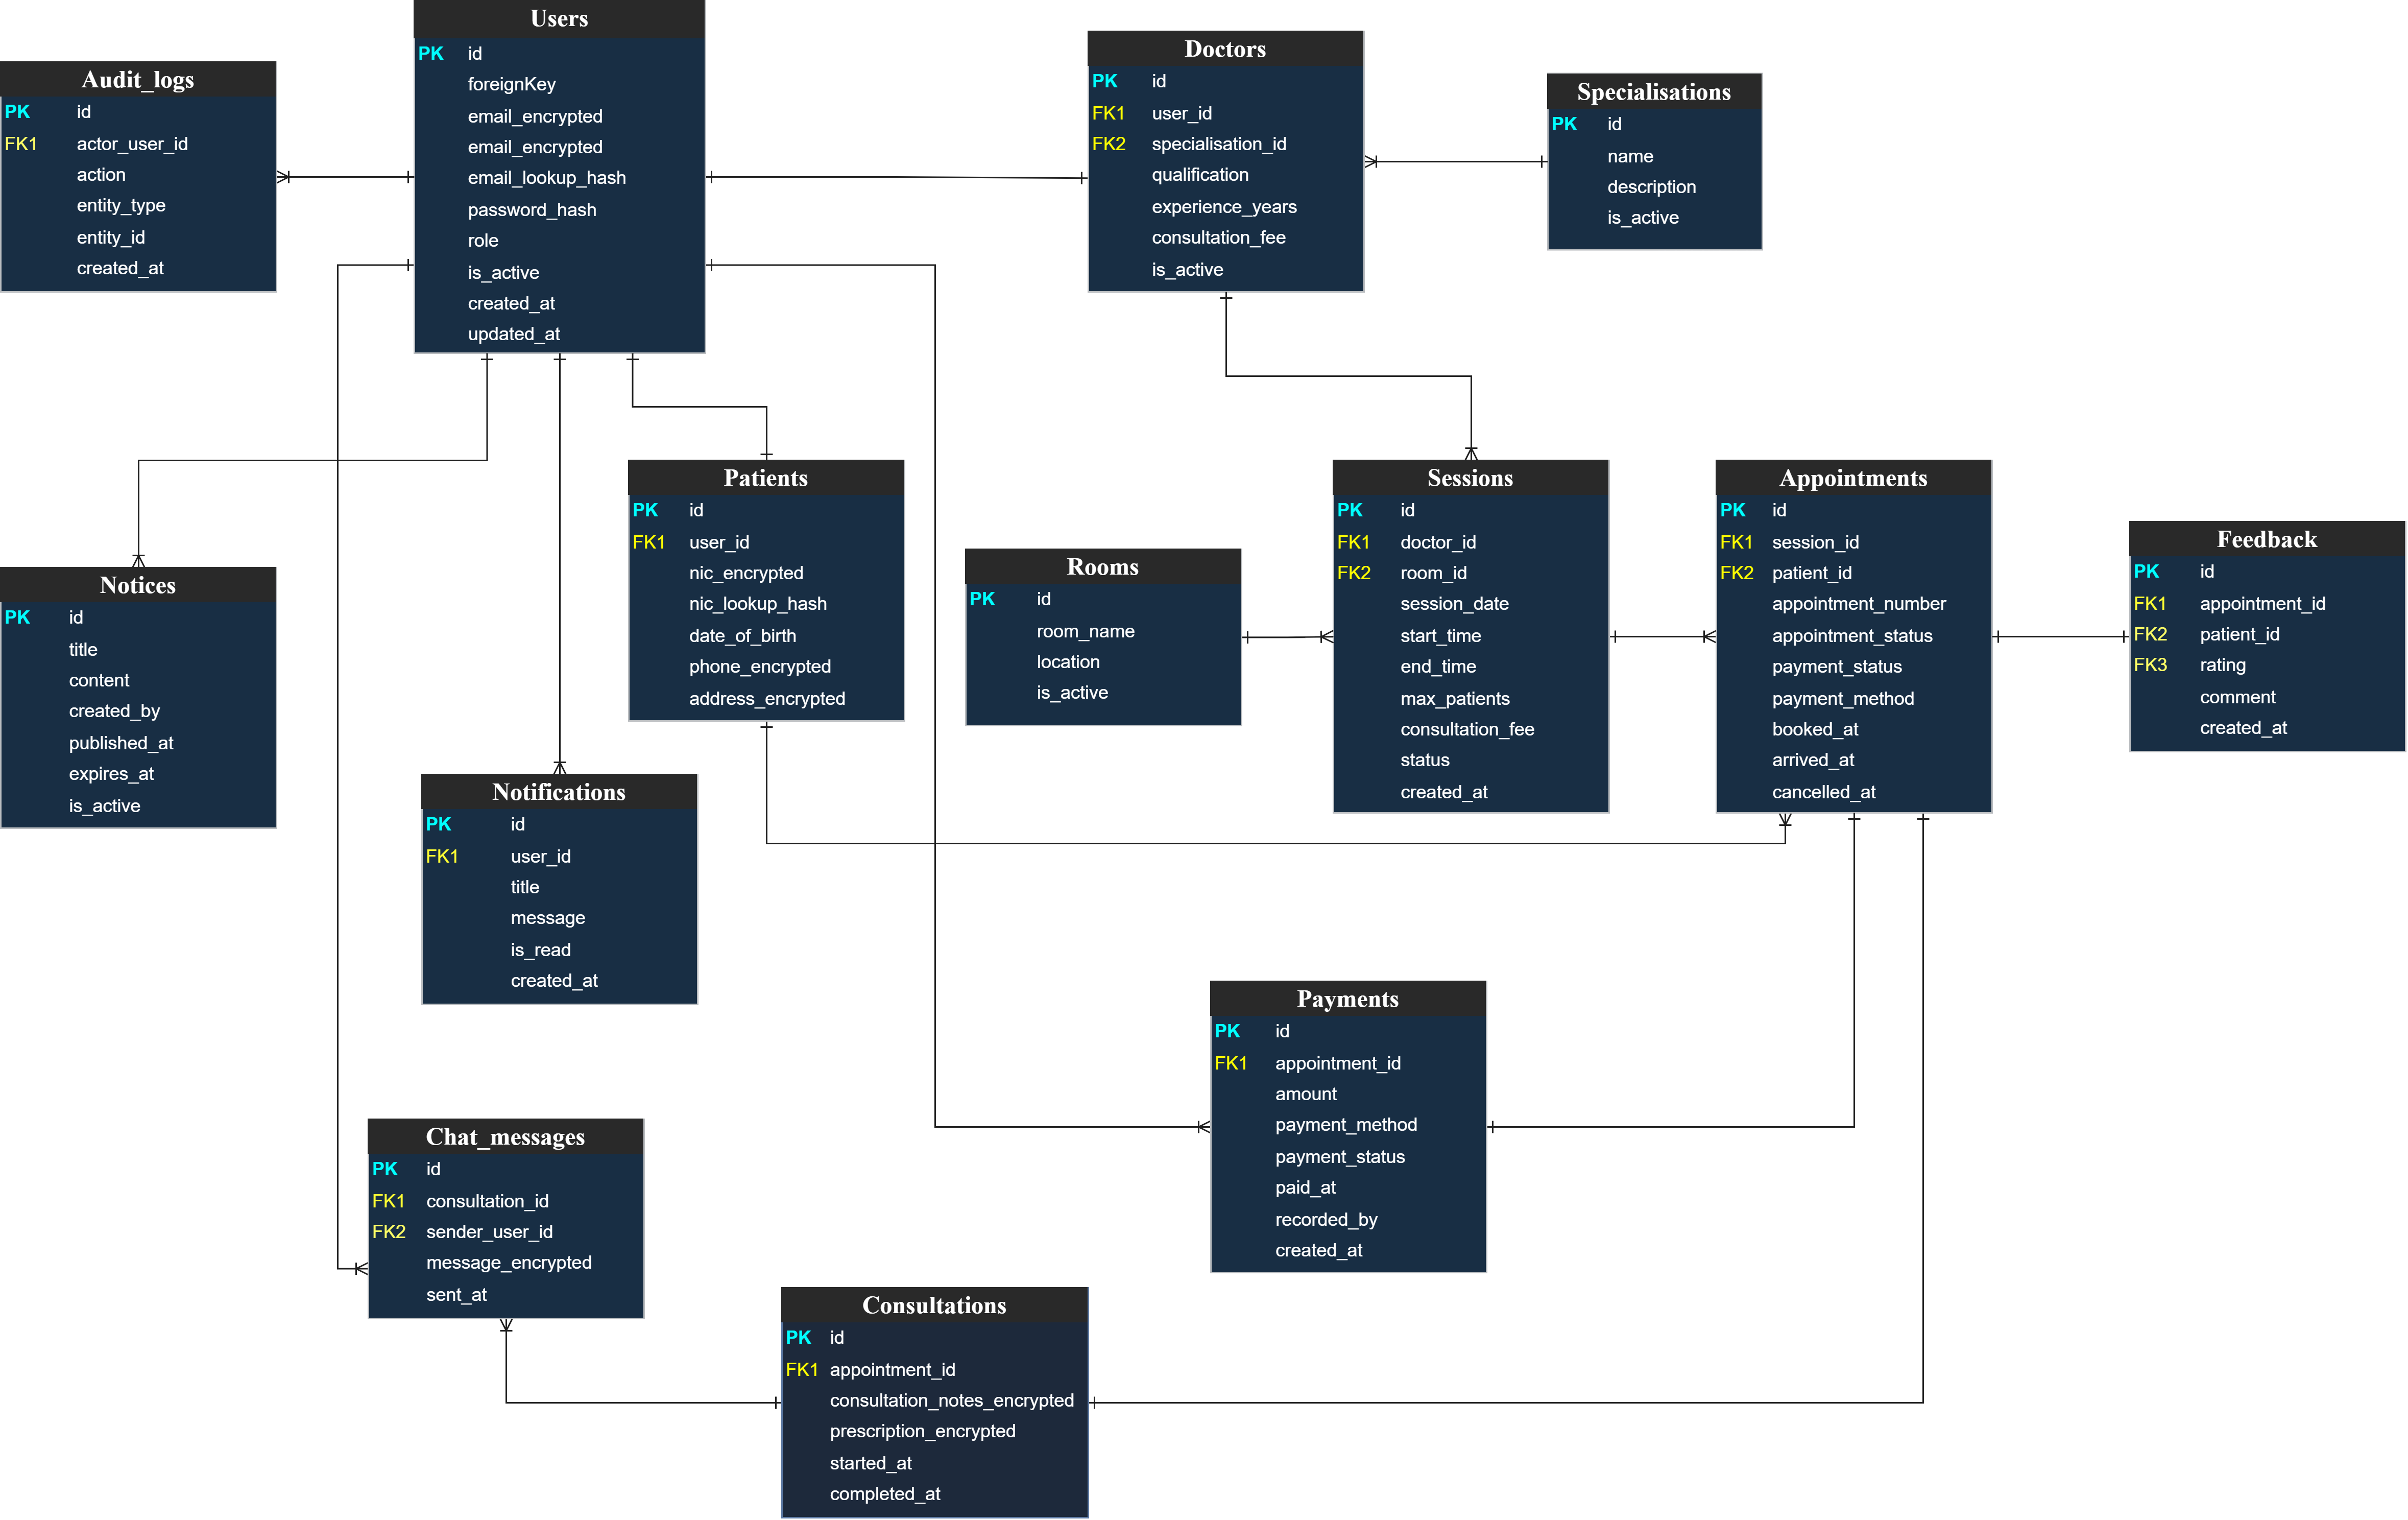 Users
PK id
foreignKey
email_encrypted
email_encrypted
email_lookup_hash
password_hash
role
is_active
created_at
updated_at
Audit_logs
PK id
FK1 actor_user_id
action
entity_type
entity_id
created_at
Doctors
PK id
FK1 user_id
FK2 specialisation_id
qualification
experience_years
consultation_fee
is_active
Specialisations
PK id
name
description
is_active
Patients
PK id
FK1 user_id
nic_encrypted
nic_lookup_hash
date_of_birth
phone_encrypted
address_encrypted
Sessions
PK id
FK1 doctor_id
FK2 room_id
session_date
start_time
end_time
max_patients
consultation_fee
status
created_at
Appointments
PK id
FK1 session_id
FK2 patient_id
appointment_number
appointment_status
payment_status
payment_method
booked_at
arrived_at
cancelled_at
Feedback
PK id
FK1 appointment_id
FK2 patient_id
FK3 rating
comment
created_at
Rooms
PK id
room_name
location
is_active
Notices
PK id
title
content
created_by
published_at
expires_at
is_active
Notifications
PK id
FK1 user_id
title
message
is_read
created_at
Payments
PK id
FK1 appointment_id
amount
payment_method
payment_status
paid_at
recorded_by
created_at
Chat_messages
PK id
FK1 consultation_id
FK2 sender_user_id
message_encrypted
sent_at
Consultations
PK id
FK1 appointment_id
consultation_notes_encrypted
prescription_encrypted
started_at
completed_at